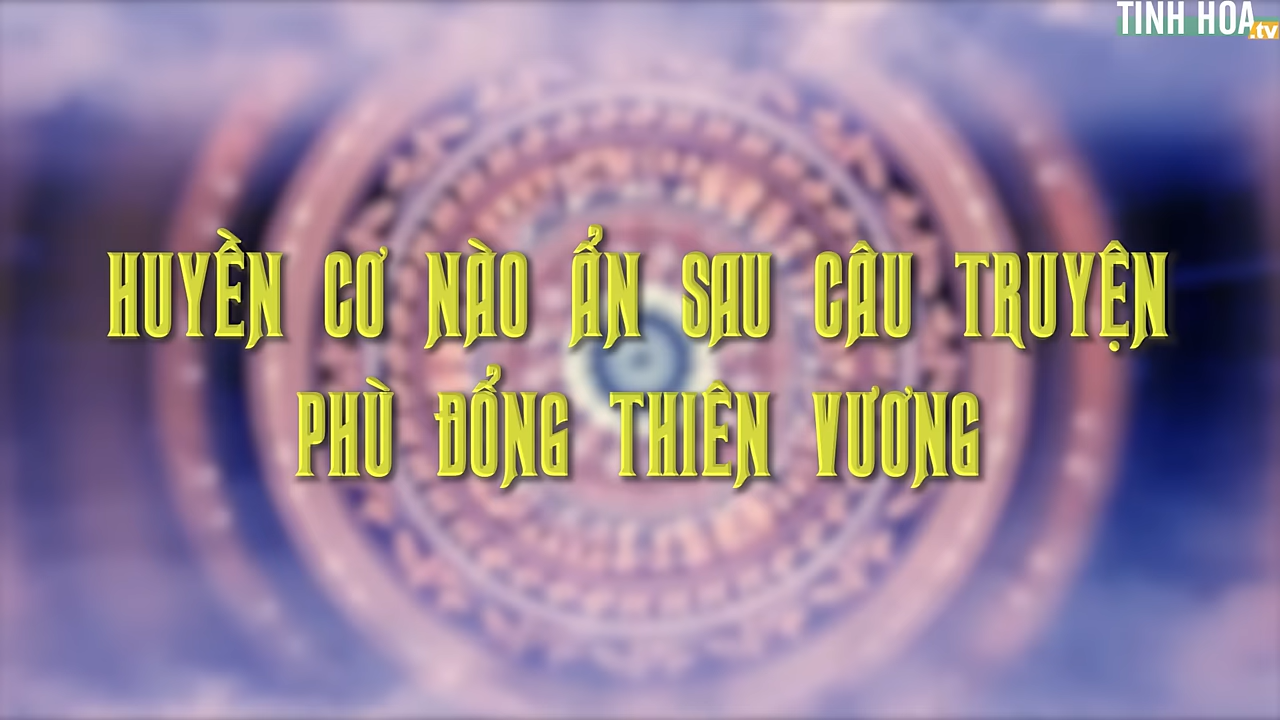 TINH HOA.tv
HUYỀN CƠ NÀO ẨN SAU CÂU TRUYỆN
PHÙ ĐỔNG THIÊN VƯƠNG